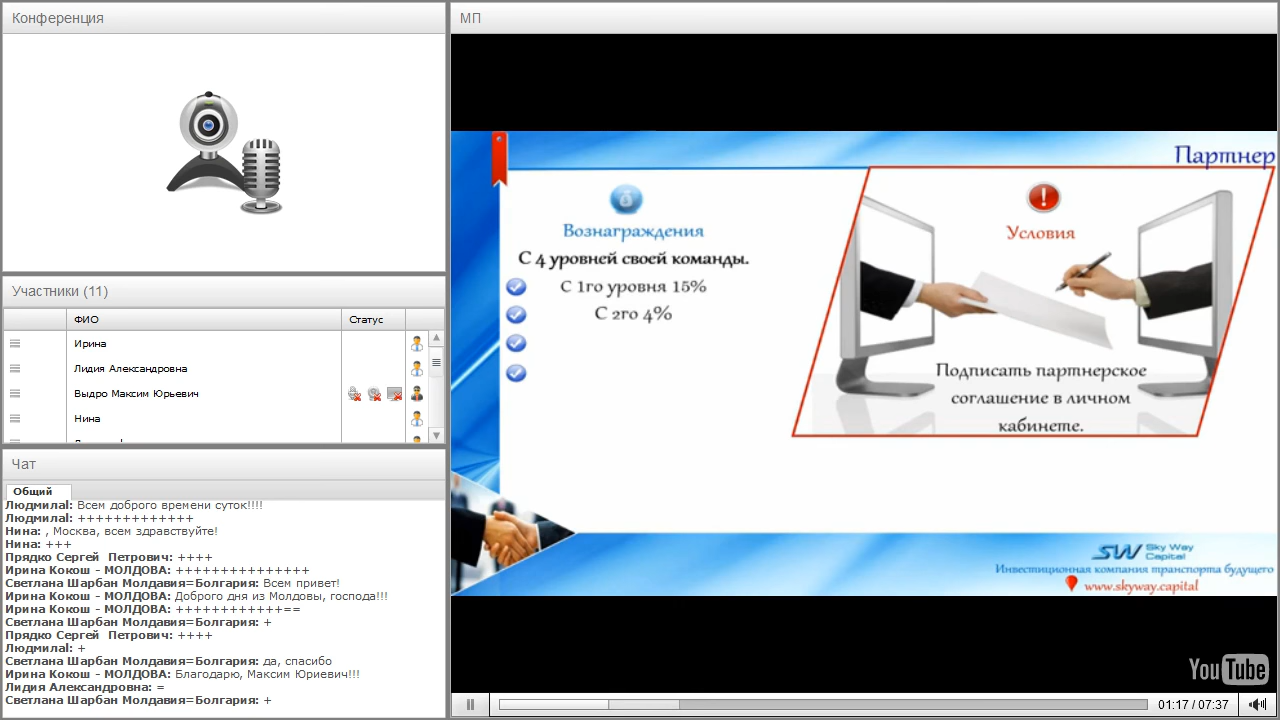 Конференция
Участники (11)
ФИО
Статус
Ирина
Лидия Александровна
Выдро Максим Юрьевич
Нина
Чат
Общий
Людмилаl: Всем доброго времени суток!!!!
Людмилаl: +++++++++++++
Нина: , Москва, всем здравствуйте!
Нина: +++
Прядко Сергей Петрович: ++++
Ирина Кокош - МОЛДОВА: +++++++++++++++
Светлана Шарбан Молдавия=Болгария: Всем привет!
Ирина Кокош - МОЛДОВА: Доброго дня из Молдовы, господа!!!
Ирина Кокош - МОЛДОВА: ++++++++++++==
Светлана Шарбан Молдавия=Болгария: +
Прядко Сергей Петрович: ++++
Людмилаl: +
Светлана Шарбан Молдавия=Болгария: да, спасибо
Ирина Кокош - МОЛДОВА: Благодарю, Максим Юриевич!!!
Лидия Александровна: =
Светлана Шарбан Молдавия=Болгария: +
МП
Партнер
Вознаграждения
С 4 уровней своей команды.
С 1го уровня 15%
С 2го 4%
Условия
Подписать партнерское
соглашение в личном
кабинете.
SW Sky Way
Capital
Инвестиционная компания транспорта будущего
www.skyway.capital
YouTube
01:17 / 07:37